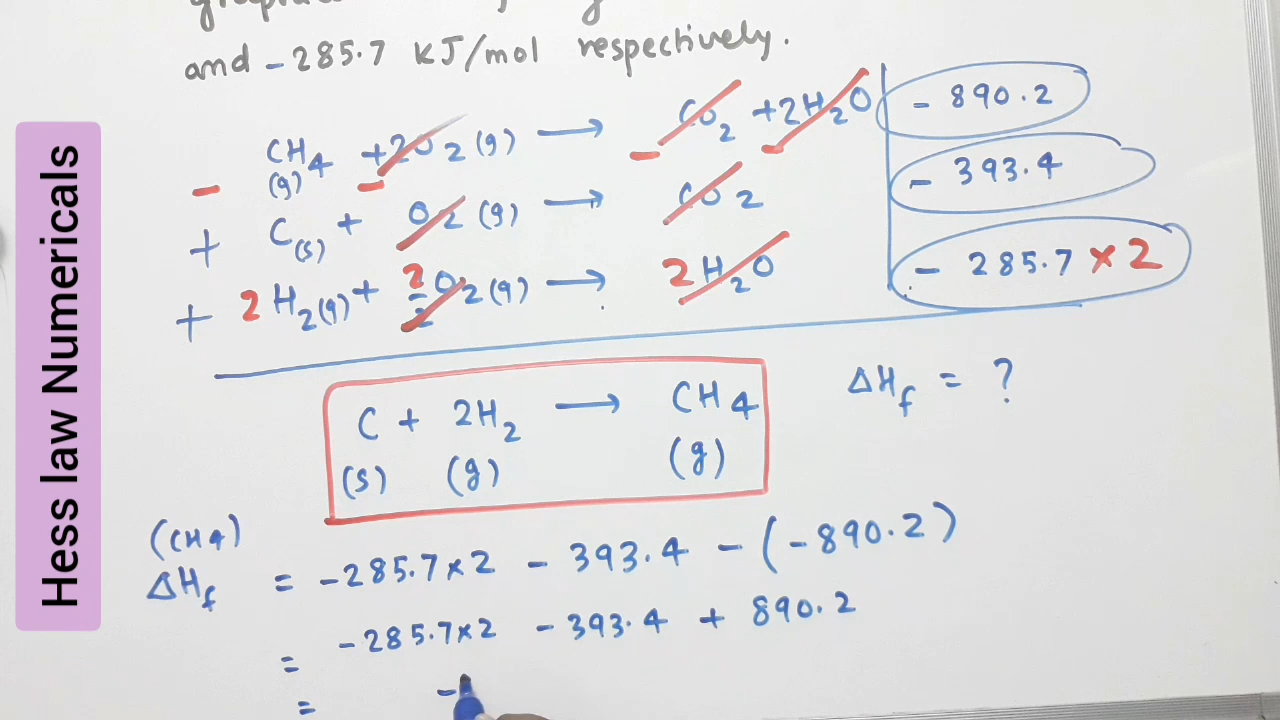 Hess law Numericals
and -285.7 KJ/mol respectively.
- CH4(g) + 2O2(g) → CO2 + 2H2O | - 890.2
+ C(s) + O2(g) → CO2 | - 393.4
+ 2H2(g) + O2(g) → 2H2O | - 285.7 × 2
C(s) + 2H2(g) → CH4(g) ΔHf = ?
(CH4)
ΔHf = -285.7×2 - 393.4 - (-890.2)
= -285.7×2 - 393.4 + 890.2
= -